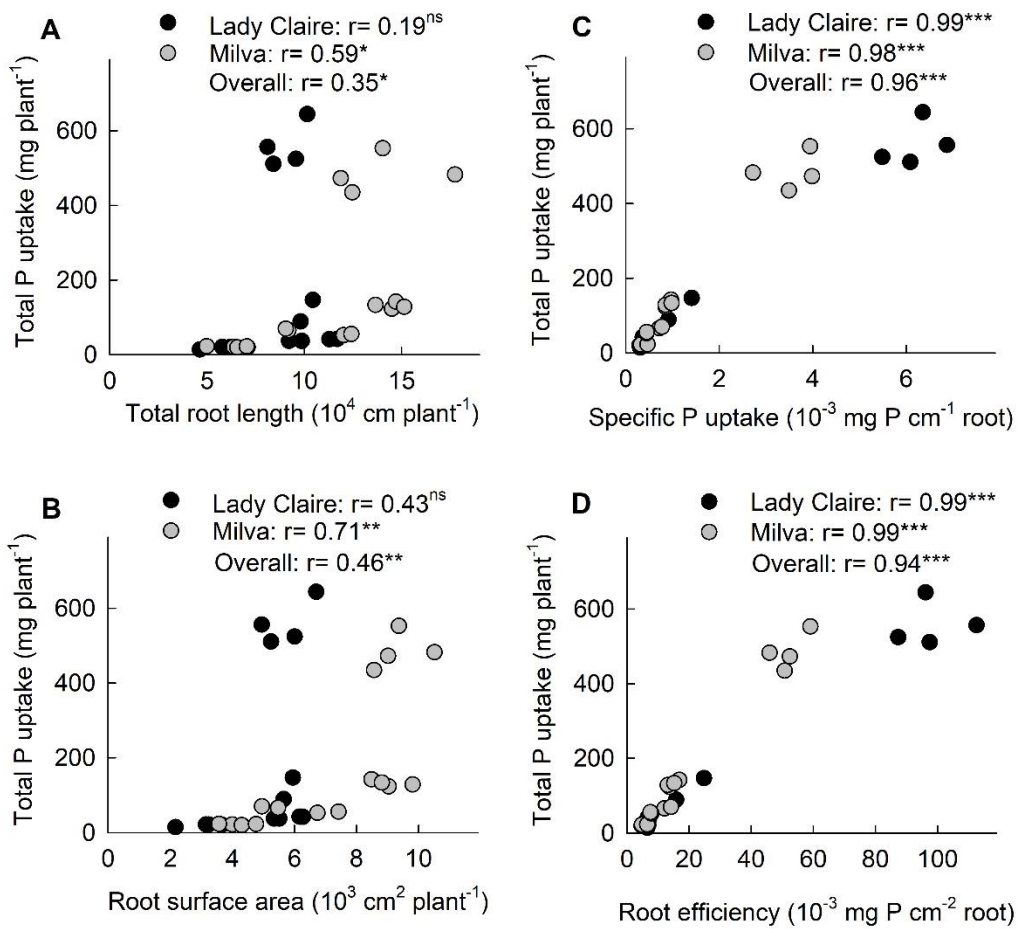 A
Lady Claire: r= 0.19ns
Milva: r= 0.59*
Overall: r= 0.35*
Total P uptake (mg plant-1)
600
400
200
0
0 5 10 15
Total root length (10^4 cm plant-1)
C
Lady Claire: r= 0.99***
Milva: r= 0.98***
Overall: r= 0.96***
Total P uptake (mg plant-1)
600
400
200
0
0 2 4 6
Specific P uptake (10-3 mg P cm-1 root)
B
Lady Claire: r= 0.43ns
Milva: r= 0.71**
Overall: r= 0.46**
Total P uptake (mg plant-1)
600
400
200
0
0 2 4 6 8 10
Root surface area (10^3 cm^2 plant-1)
D
Lady Claire: r= 0.99***
Milva: r= 0.99***
Overall: r= 0.94***
Total P uptake (mg plant-1)
600
400
200
0
0 20 40 60 80 100
Root efficiency (10-3 mg P cm-2 root)